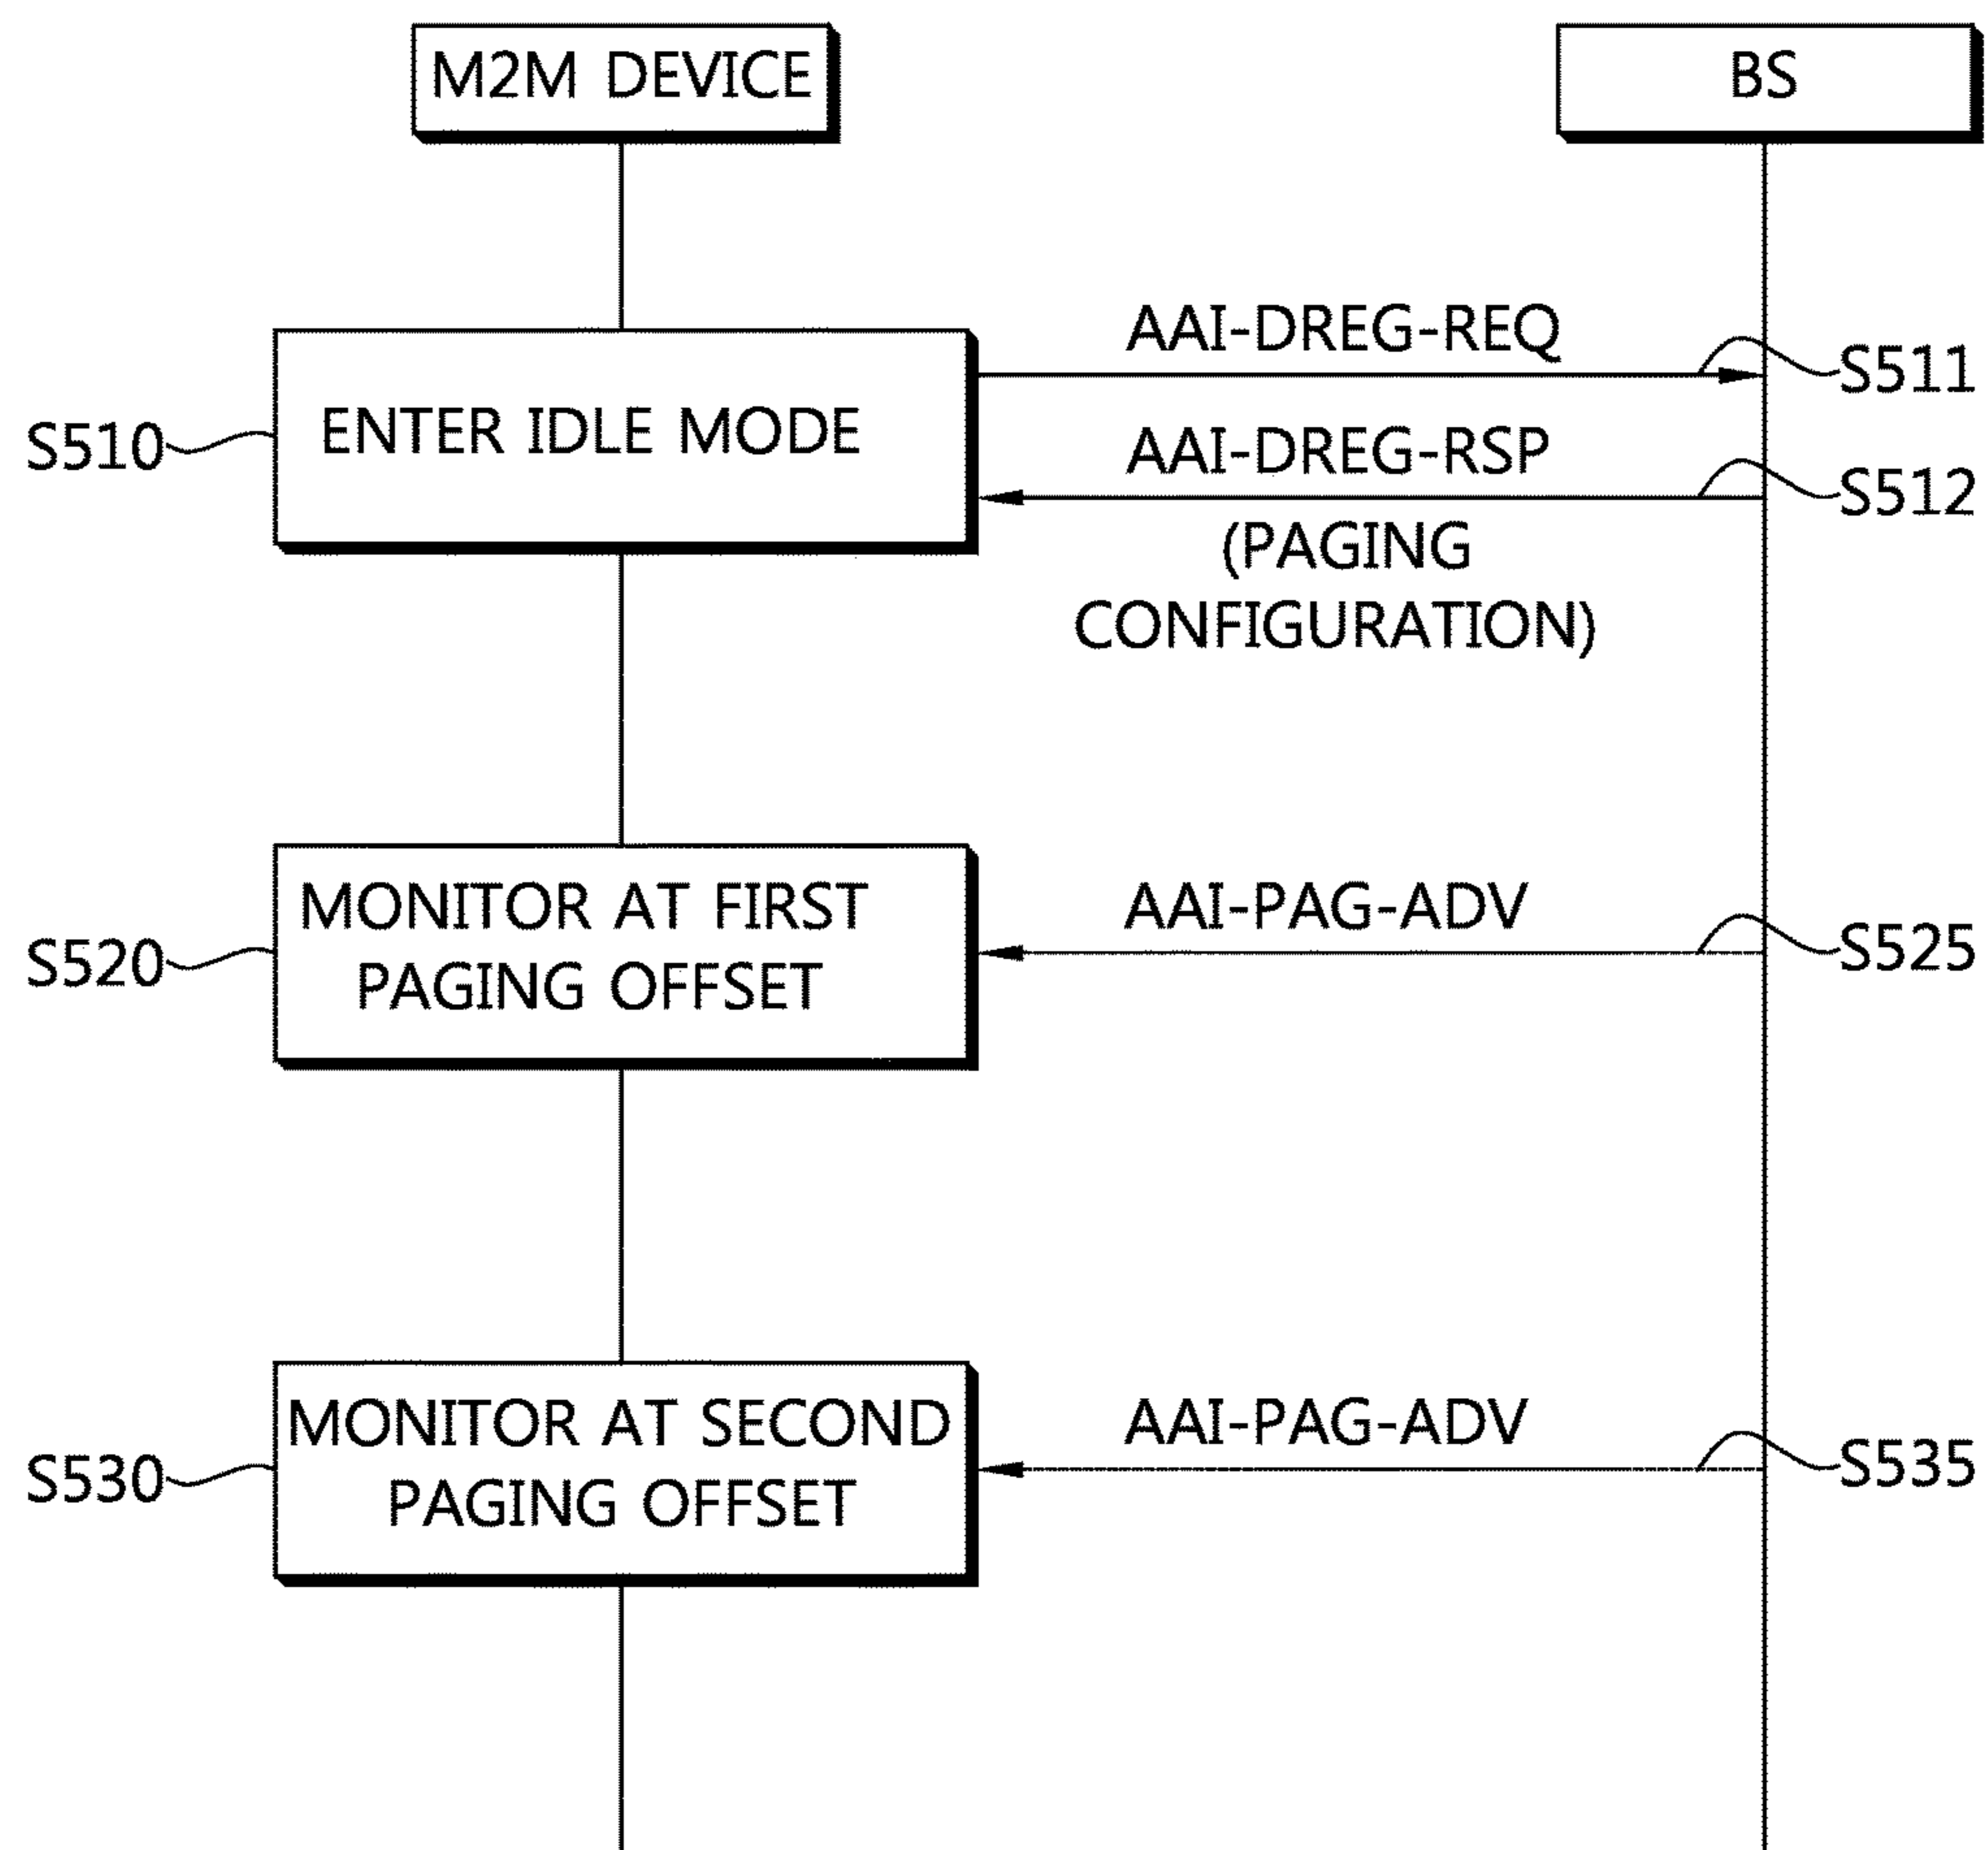 M2M DEVICE
BS
AAI-DREG-REQ
S511
S510
ENTER IDLE MODE
AAI-DREG-RSP
S512
(PAGING
CONFIGURATION)
MONITOR AT FIRST
PAGING OFFSET
S520
AAI-PAG-ADV
S525
MONITOR AT SECOND
PAGING OFFSET
S530
AAI-PAG-ADV
S535